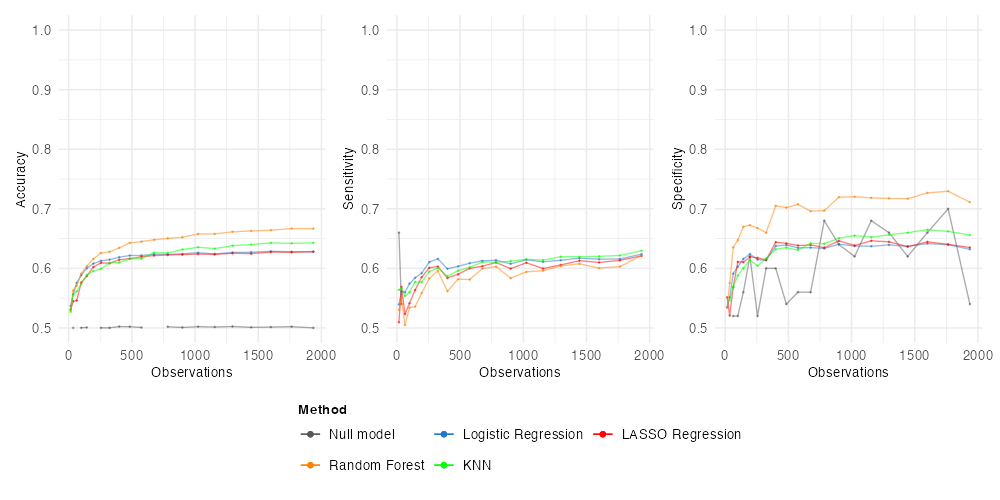 1.0
0.9
0.8
0.7
0.6
0.5
Accuracy
0 500 1000 1500 2000
Observations
1.0
0.9
0.8
0.7
0.6
0.5
Sensitivity
0 500 1000 1500 2000
Observations
1.0
0.9
0.8
0.7
0.6
0.5
Specificity
0 500 1000 1500 2000
Observations
Method
Null model Logistic Regression LASSO Regression
Random Forest KNN